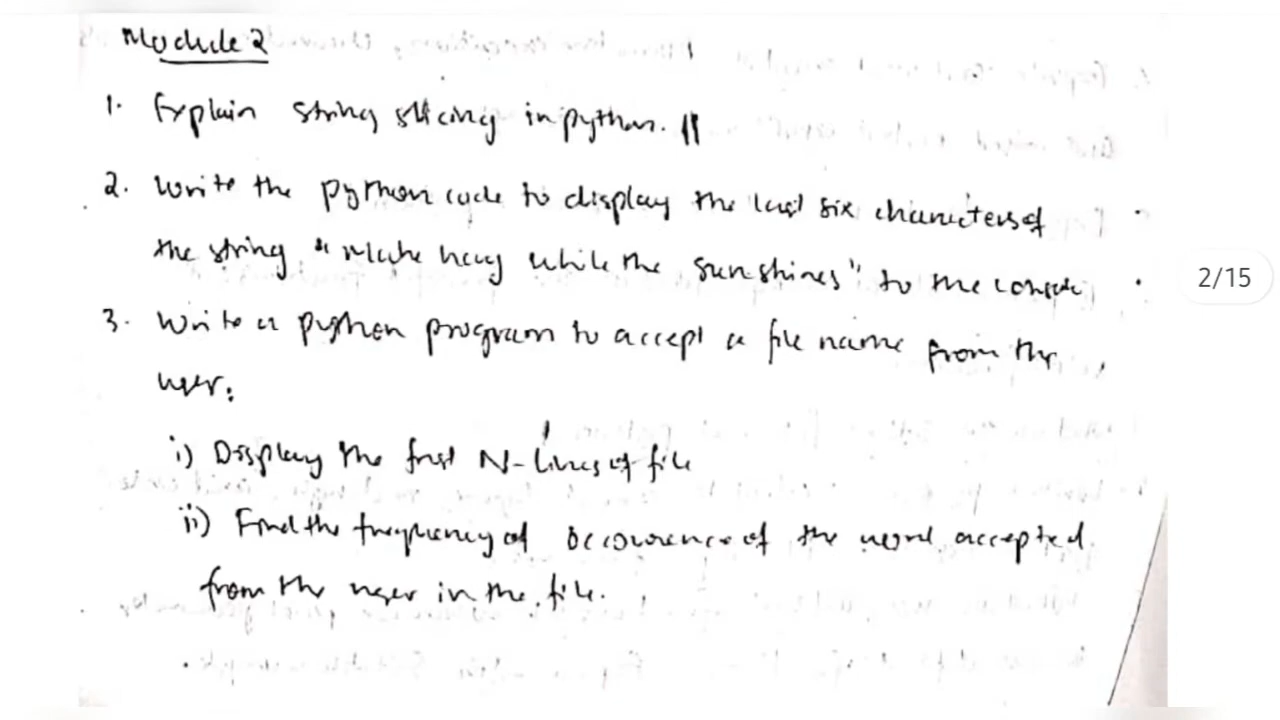 Module 2
1. Explain string slicing in python. ||
2. Write the python code to display the last six characters of
the string " make hay while the sun shines" to the console
3. Write a python program to accept a file name from the
user:
i) Display the first N-lines of file
ii) Find the frequency of occurence of the word accepted
from the user in the file.
2/15